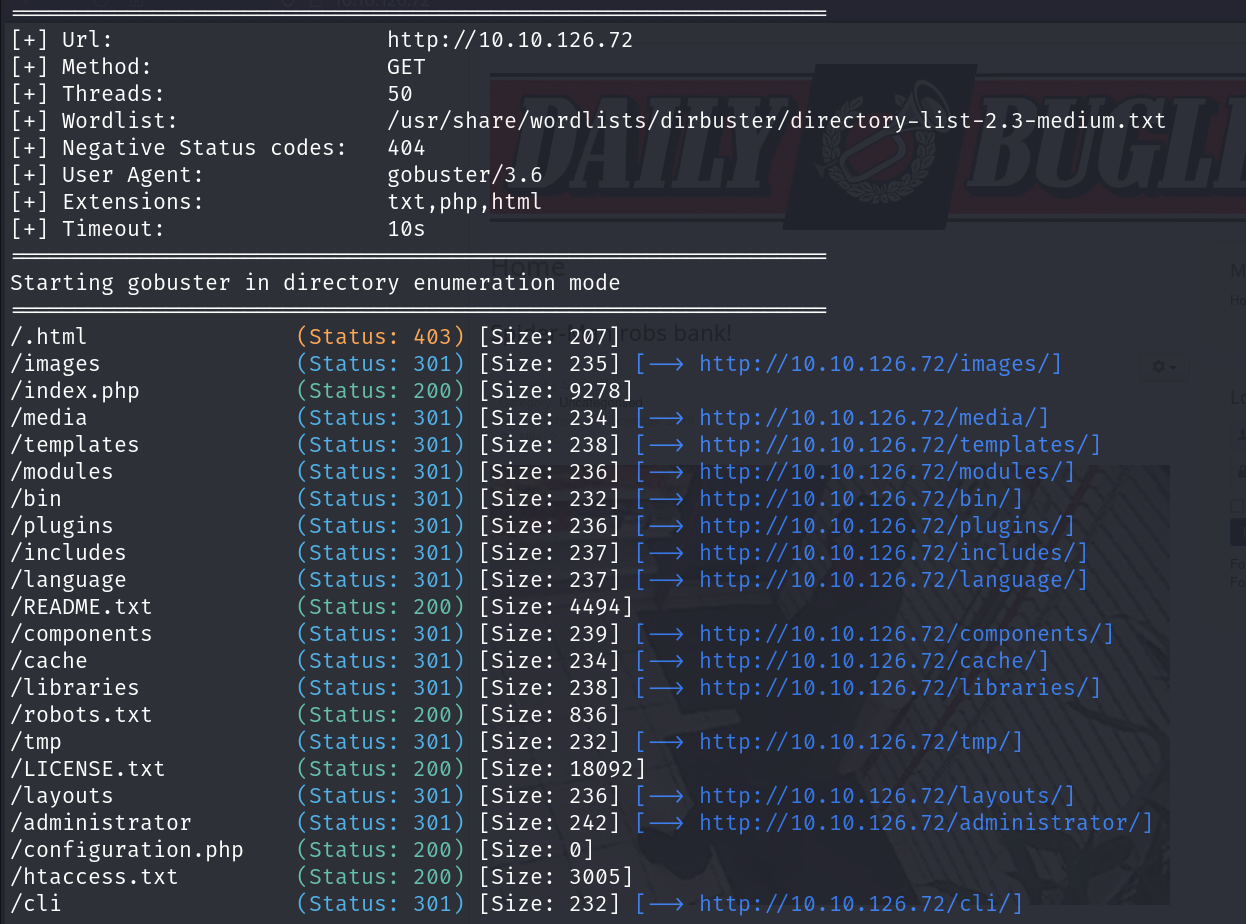 ===============================================================
[+] Url:                     http://10.10.126.72
[+] Method:                  GET
[+] Threads:                 50
[+] Wordlist:                /usr/share/wordlists/dirbuster/directory-list-2.3-medium.txt
[+] Negative Status codes:   404
[+] User Agent:              gobuster/3.6
[+] Extensions:              txt,php,html
[+] Timeout:                 10s
===============================================================
Starting gobuster in directory enumeration mode
===============================================================
/.html                (Status: 403) [Size: 207]
/images               (Status: 301) [Size: 235] [--> http://10.10.126.72/images/]
/index.php            (Status: 200) [Size: 9278]
/media                (Status: 301) [Size: 234] [--> http://10.10.126.72/media/]
/templates            (Status: 301) [Size: 238] [--> http://10.10.126.72/templates/]
/modules              (Status: 301) [Size: 236] [--> http://10.10.126.72/modules/]
/bin                  (Status: 301) [Size: 232] [--> http://10.10.126.72/bin/]
/plugins              (Status: 301) [Size: 236] [--> http://10.10.126.72/plugins/]
/includes             (Status: 301) [Size: 237] [--> http://10.10.126.72/includes/]
/language             (Status: 301) [Size: 237] [--> http://10.10.126.72/language/]
/README.txt           (Status: 200) [Size: 4494]
/components           (Status: 301) [Size: 239] [--> http://10.10.126.72/components/]
/cache                (Status: 301) [Size: 234] [--> http://10.10.126.72/cache/]
/libraries            (Status: 301) [Size: 238] [--> http://10.10.126.72/libraries/]
/robots.txt           (Status: 200) [Size: 836]
/tmp                  (Status: 301) [Size: 232] [--> http://10.10.126.72/tmp/]
/LICENSE.txt          (Status: 200) [Size: 18092]
/layouts              (Status: 301) [Size: 236] [--> http://10.10.126.72/layouts/]
/administrator        (Status: 301) [Size: 242] [--> http://10.10.126.72/administrator/]
/configuration.php    (Status: 200) [Size: 0]
/htaccess.txt         (Status: 200) [Size: 3005]
/cli                  (Status: 301) [Size: 232] [--> http://10.10.126.72/cli/]
DAILY BUGL
Home
robs bank!